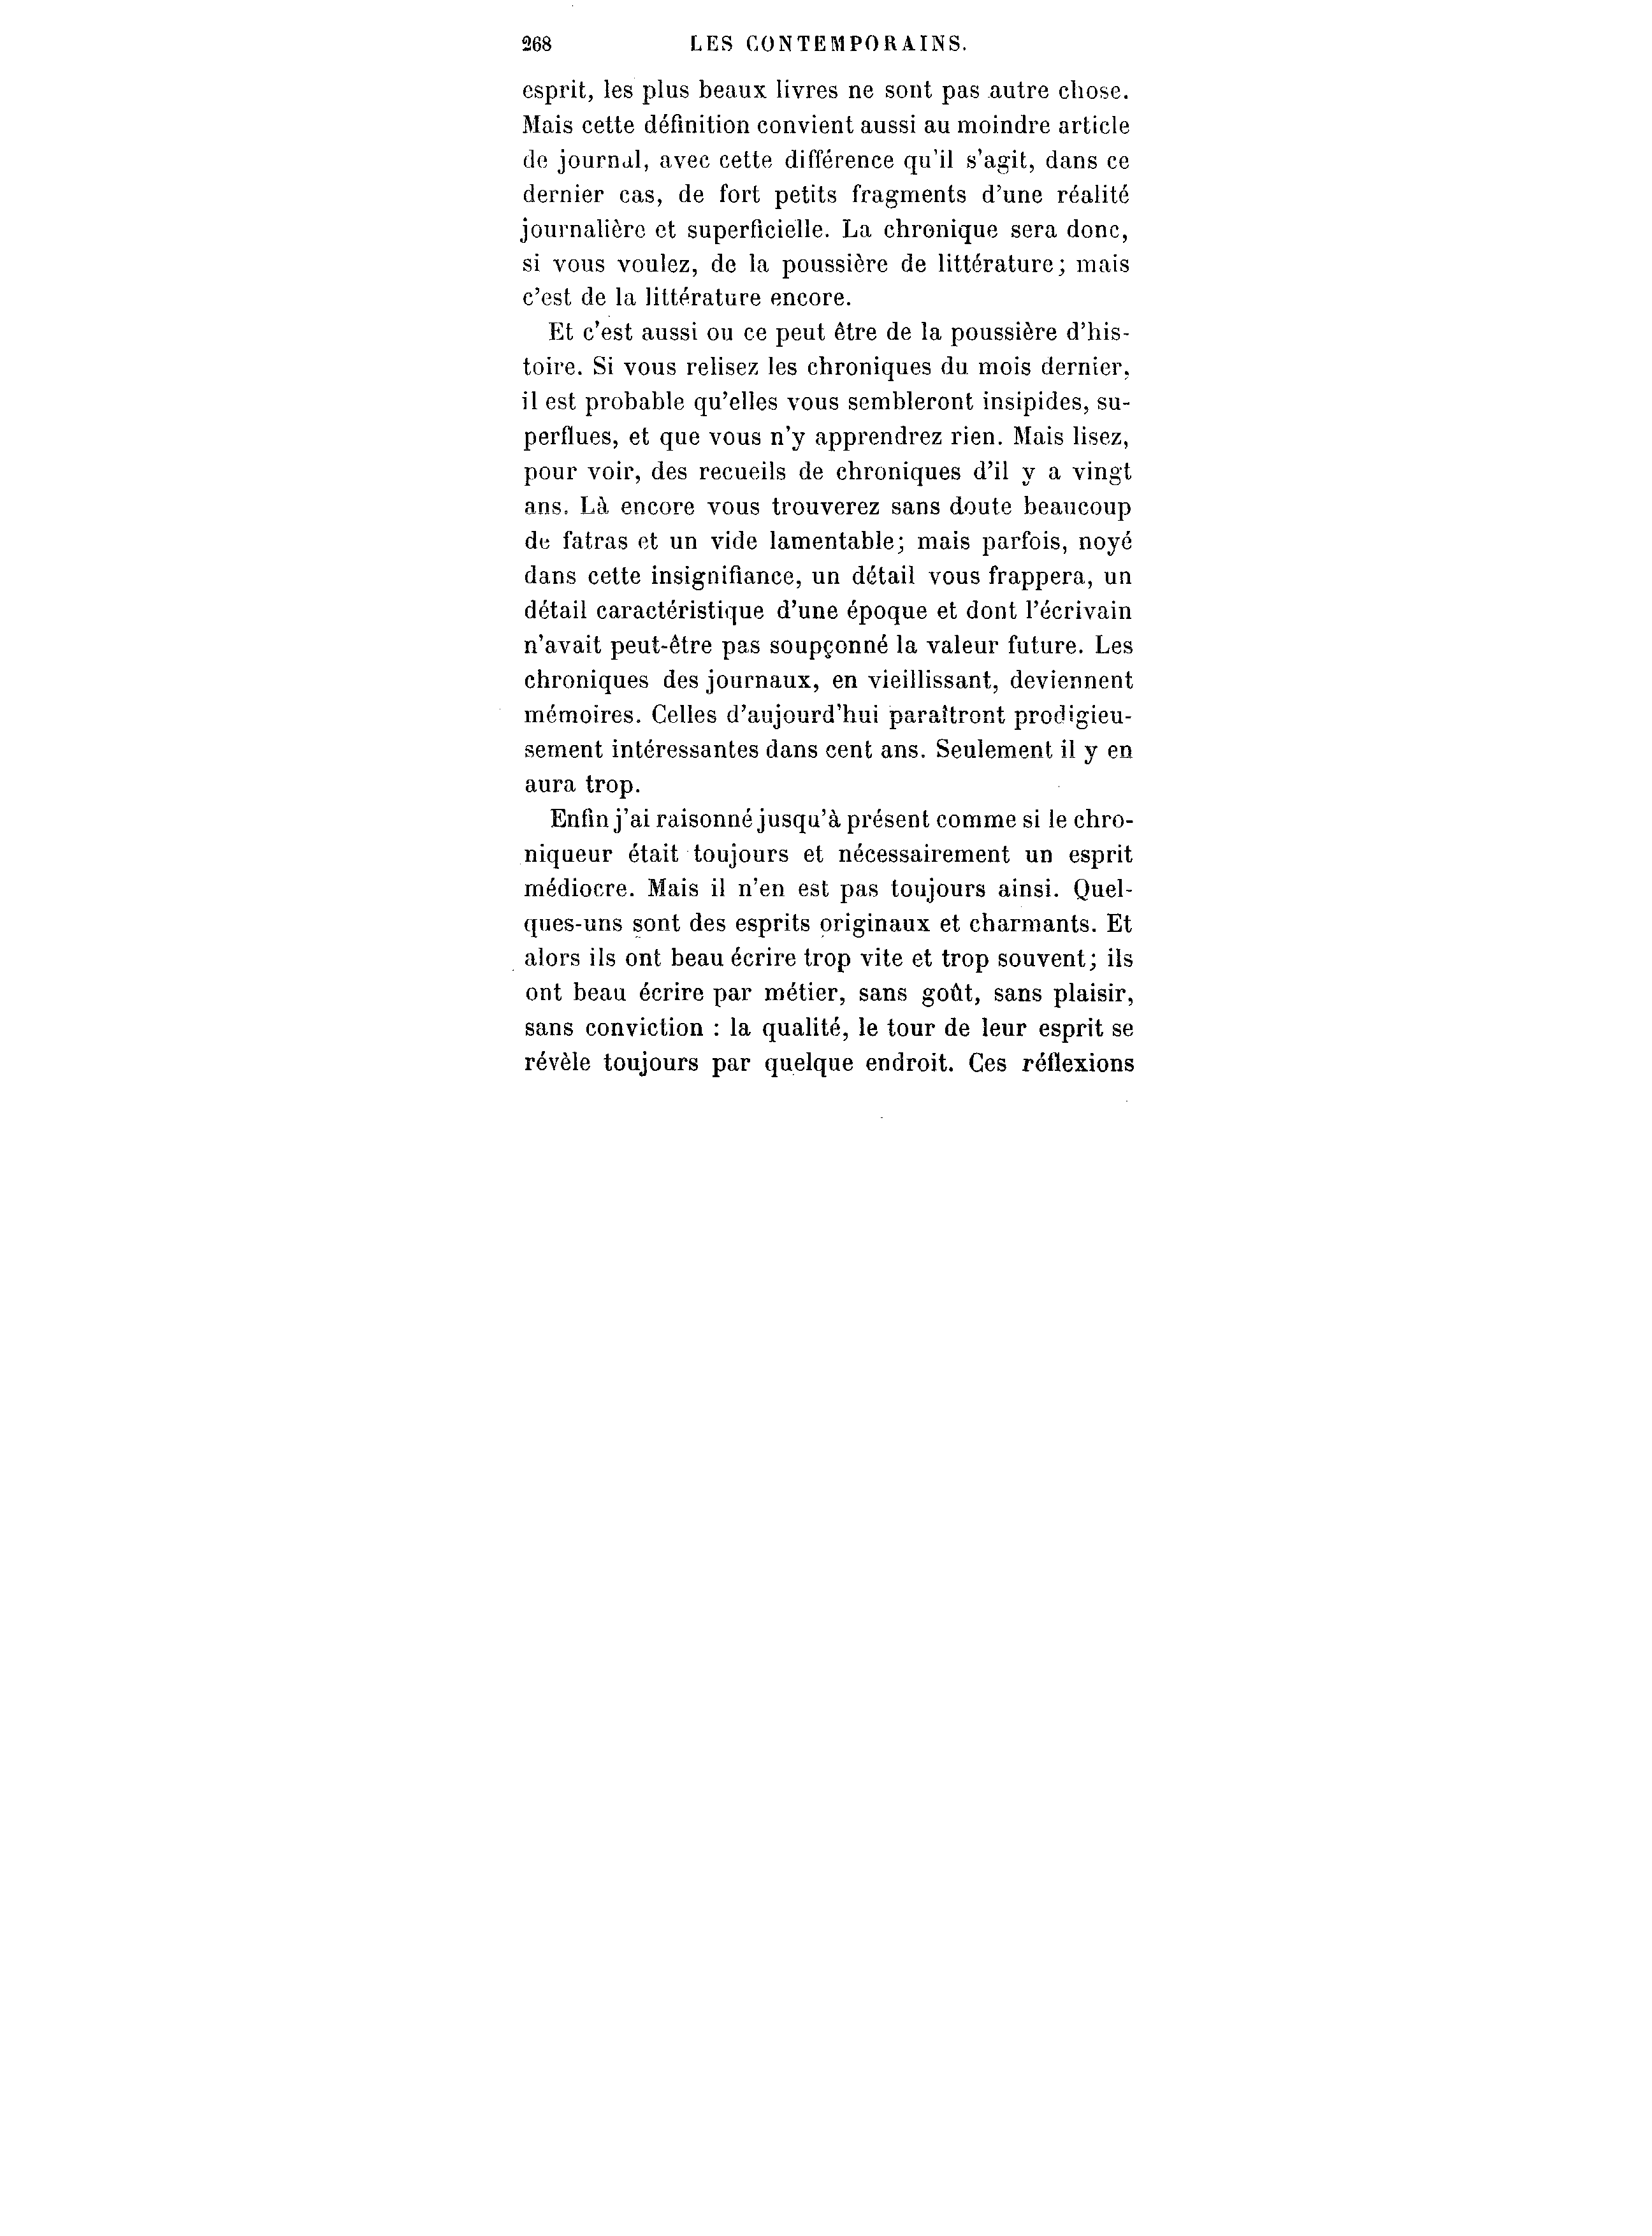 268 LES CONTEMPORAINS.
esprit, les plus beaux livres ne sont pas autre chose.
Mais cette définition convient aussi au moindre article
de journal, avec cette différence qu'il s'agit, dans ce
dernier cas, de fort petits fragments d'une réalité
journalière et superficielle. La chronique sera donc,
si vous voulez, de la poussière de littérature; mais
c'est de la littérature encore.
Et c'est aussi ou ce peut être de la poussière d'his-
toire. Si vous relisez les chroniques du mois dernier,
il est probable qu'elles vous sembleront insipides, su-
perflues, et que vous n'y apprendrez rien. Mais lisez,
pour voir, des recueils de chroniques d'il y a vingt
ans. Là encore vous trouverez sans doute beaucoup
de fatras et un vide lamentable; mais parfois, noyé
dans cette insignifiance, un détail vous frappera, un
détail caractéristique d'une époque et dont l'écrivain
n'avait peut-être pas soupçonné la valeur future. Les
chroniques des journaux, en vieillissant, deviennent
mémoires. Celles d'aujourd'hui paraîtront prodigieu-
sement intéressantes dans cent ans. Seulement il y en
aura trop.
Enfin j'ai raisonné jusqu'à présent comme si le chro-
niqueur était toujours et nécessairement un esprit
médiocre. Mais il n'en est pas toujours ainsi. Quel-
ques-uns sont des esprits originaux et charmants. Et
alors ils ont beau écrire trop vite et trop souvent; ils
ont beau écrire par métier, sans goût, sans plaisir,
sans conviction : la qualité, le tour de leur esprit se
révèle toujours par quelque endroit. Ces réflexions